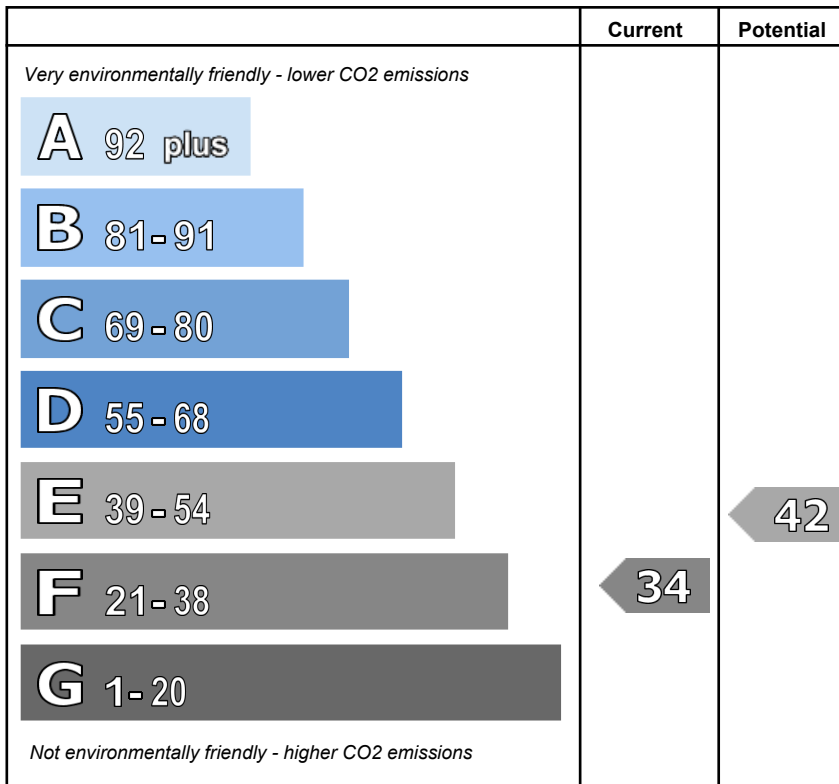 Current Potential
Very environmentally friendly - lower CO2 emissions
A 92 plus
B 81-91
C 69-80
D 55-68
E 39-54
42
F 21-38
34
G 1-20
Not environmentally friendly - higher CO2 emissions